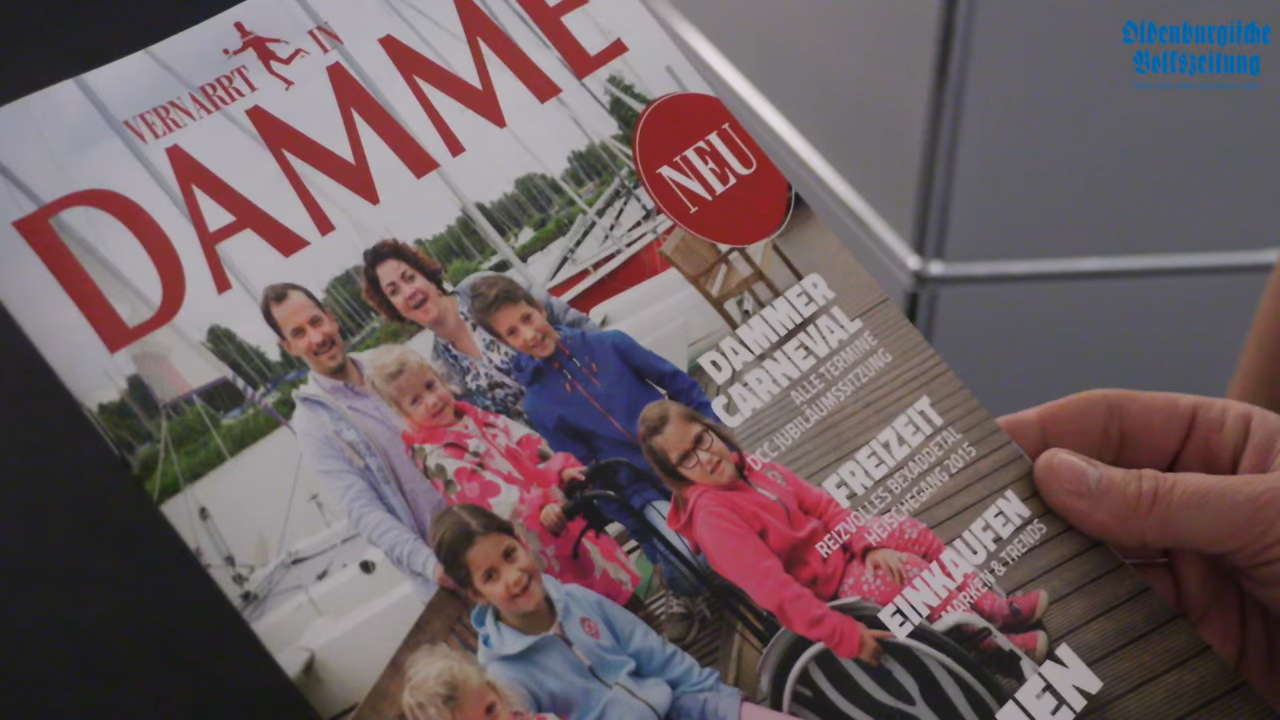 Oldenburgische
Volkszeitung
VERNARRT IN
DAMME
NEU
DAMMER
CARNEVAL
ALLE TERMINE
DCC-JUBILÄUMSSITZUNG
FREIZEIT
REIZVOLLES BEXADDETAL
HEISCHEGANG 2015
EINKAUFEN
MARKEN & TRENDS